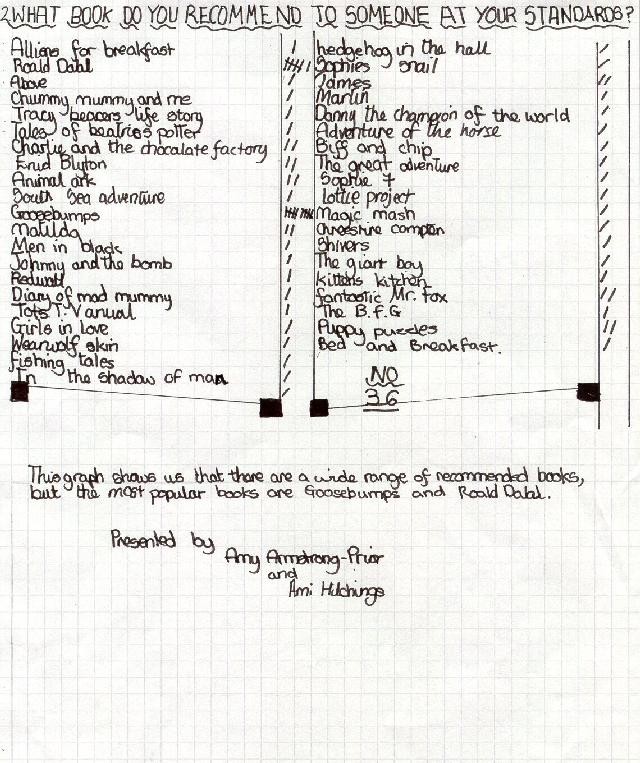 2. WHAT BOOK DO YOU RECOMMEND TO SOMEONE AT YOUR STANDARDS?
Alliens for breakfast
Roald Dahl
Above
Chummy mummy and me
Tracy beacers life story
Tales of beatrics potter
Charlie and the chocalate factory
Enid Blyton
Animal ark
South Sea adventure
Goosebumps
Matilda
Men in black
Johnny and the bomb
Redwall
Diary of mad mummy
Tots T.V anual
Girls in love
Wearwolf skin
Fishing tales
In the shadow of man
hedgehog in the hall
Sophies snail
James
Martin
Danny the champion of the world
Adventure of the horse
Biff and chip
The great adventure
Sophie 7
Lottie project
Magic mash
Shivers
The giant boy
kittens kitchen
fantastic Mr. fox
The B.f.G
Puppy puzzles
Bed and Breakfast.
NO
36
This graph shows us that there are a wide range of recommended books,
but the most popular books are Goosebumps and Roald Dahl.
Presented by
Amy Armstrong-Prior
and
Ami Hutchings